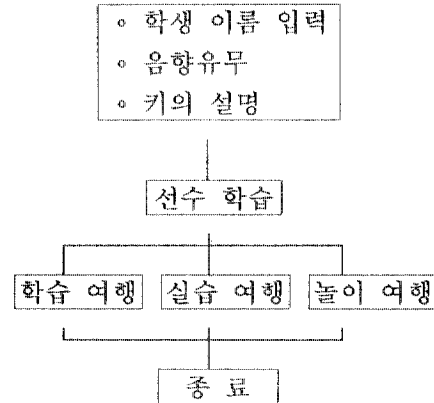 ◦ 학생 이름 입력
◦ 음향유무
◦ 키의 설명
선수 학습
학습 여행 실습 여행 놀이 여행
종 료